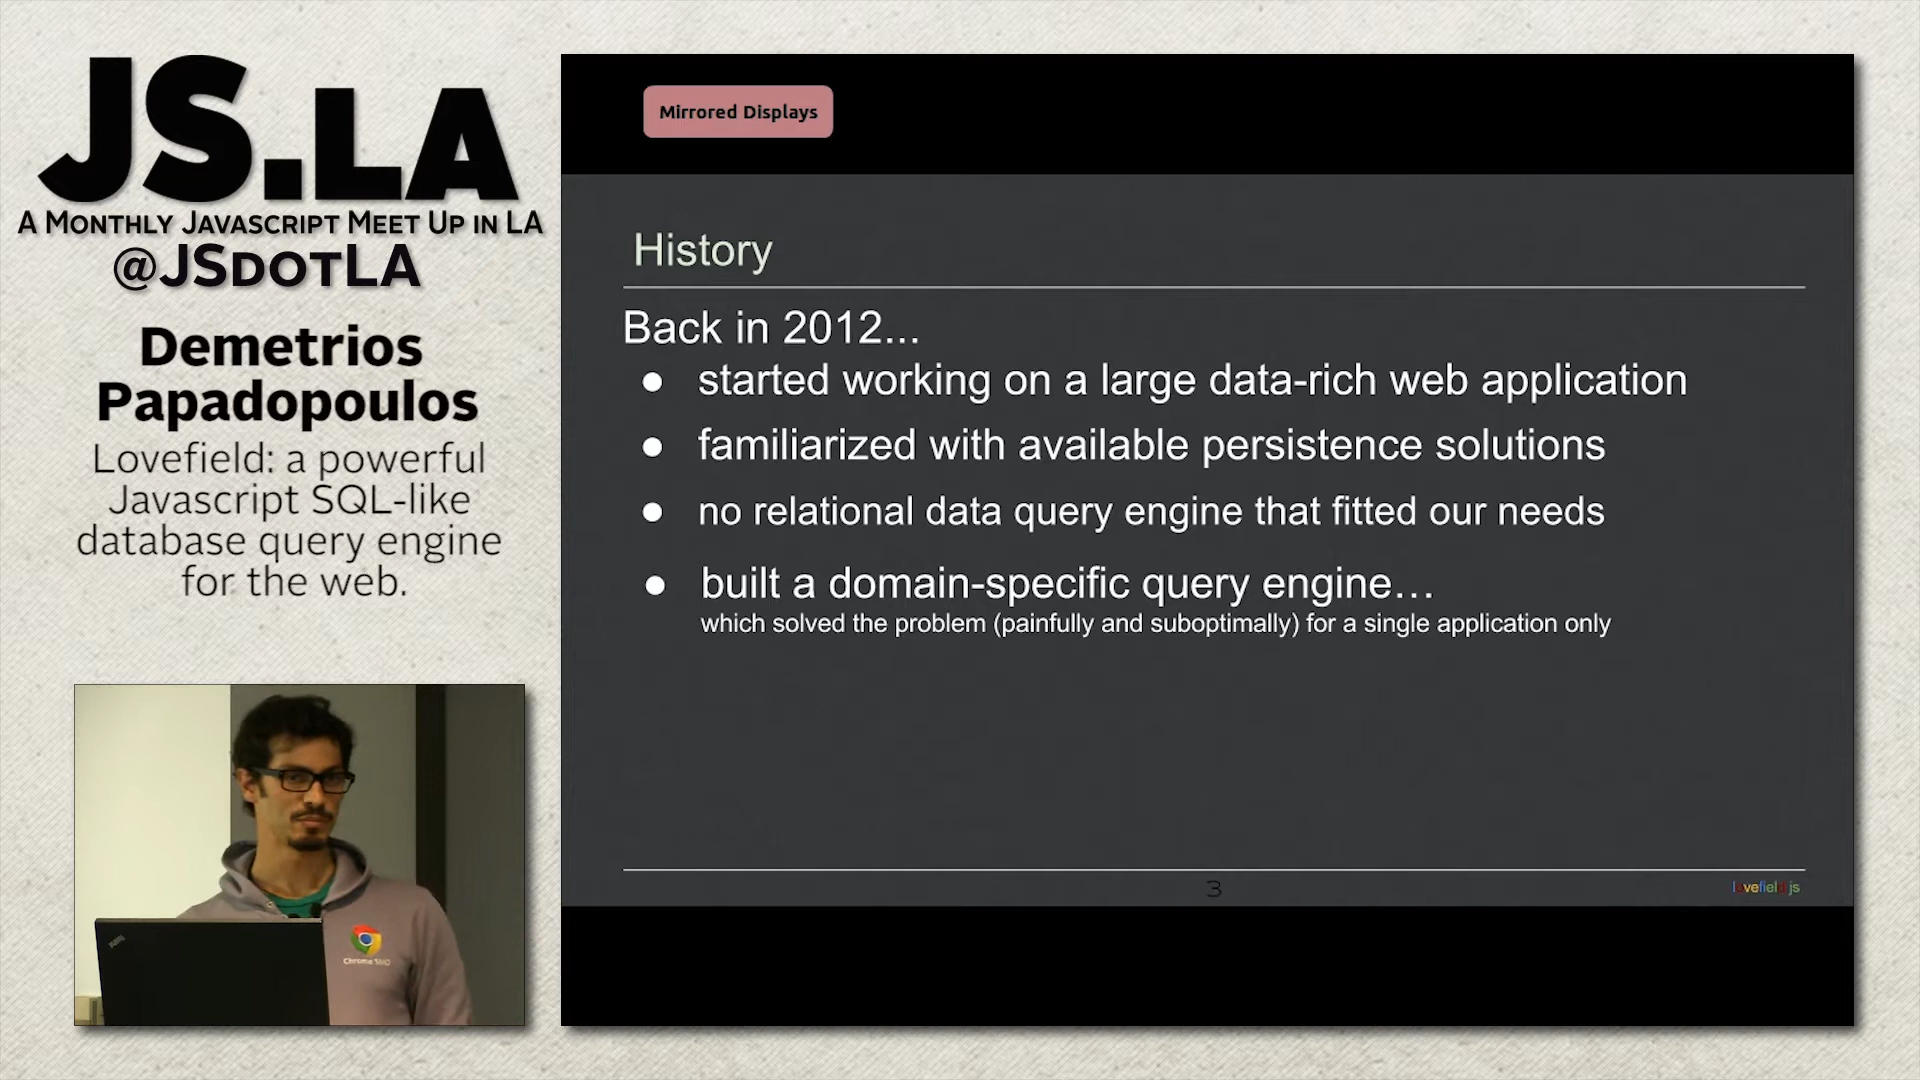 JS.LA
A Monthly Javascript Meet Up in LA
@JSdotLA
Demetrios
Papadopoulos
Lovefield: a powerful
Javascript SQL-like
database query engine
for the web.
Mirrored Displays
History
Back in 2012...
● started working on a large data-rich web application
● familiarized with available persistence solutions
● no relational data query engine that fitted our needs
● built a domain-specific query engine…
which solved the problem (painfully and suboptimally) for a single application only
3
lovefield.js